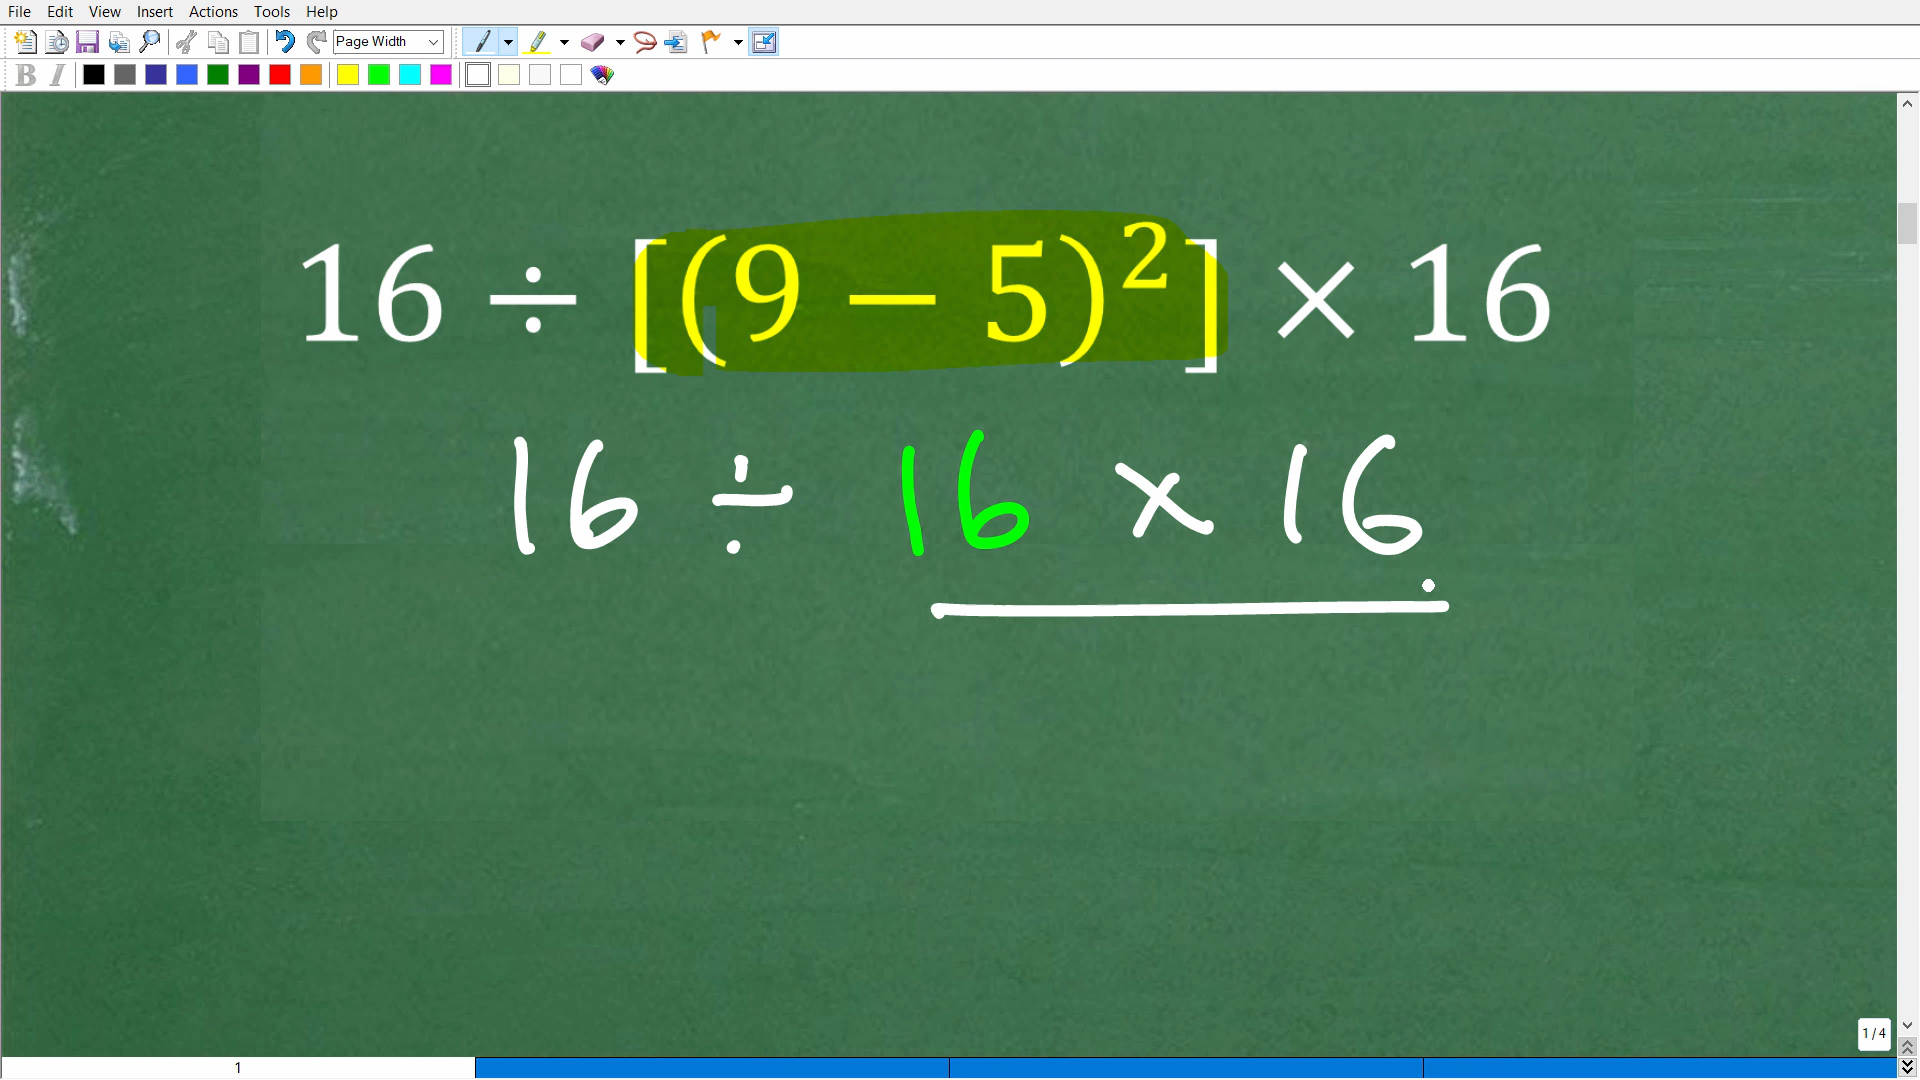 File Edit View Insert Actions Tools Help
Page Width
B I
16 ÷ [(9 − 5)²] × 16
16 ÷ 16 × 16
1 / 4
1